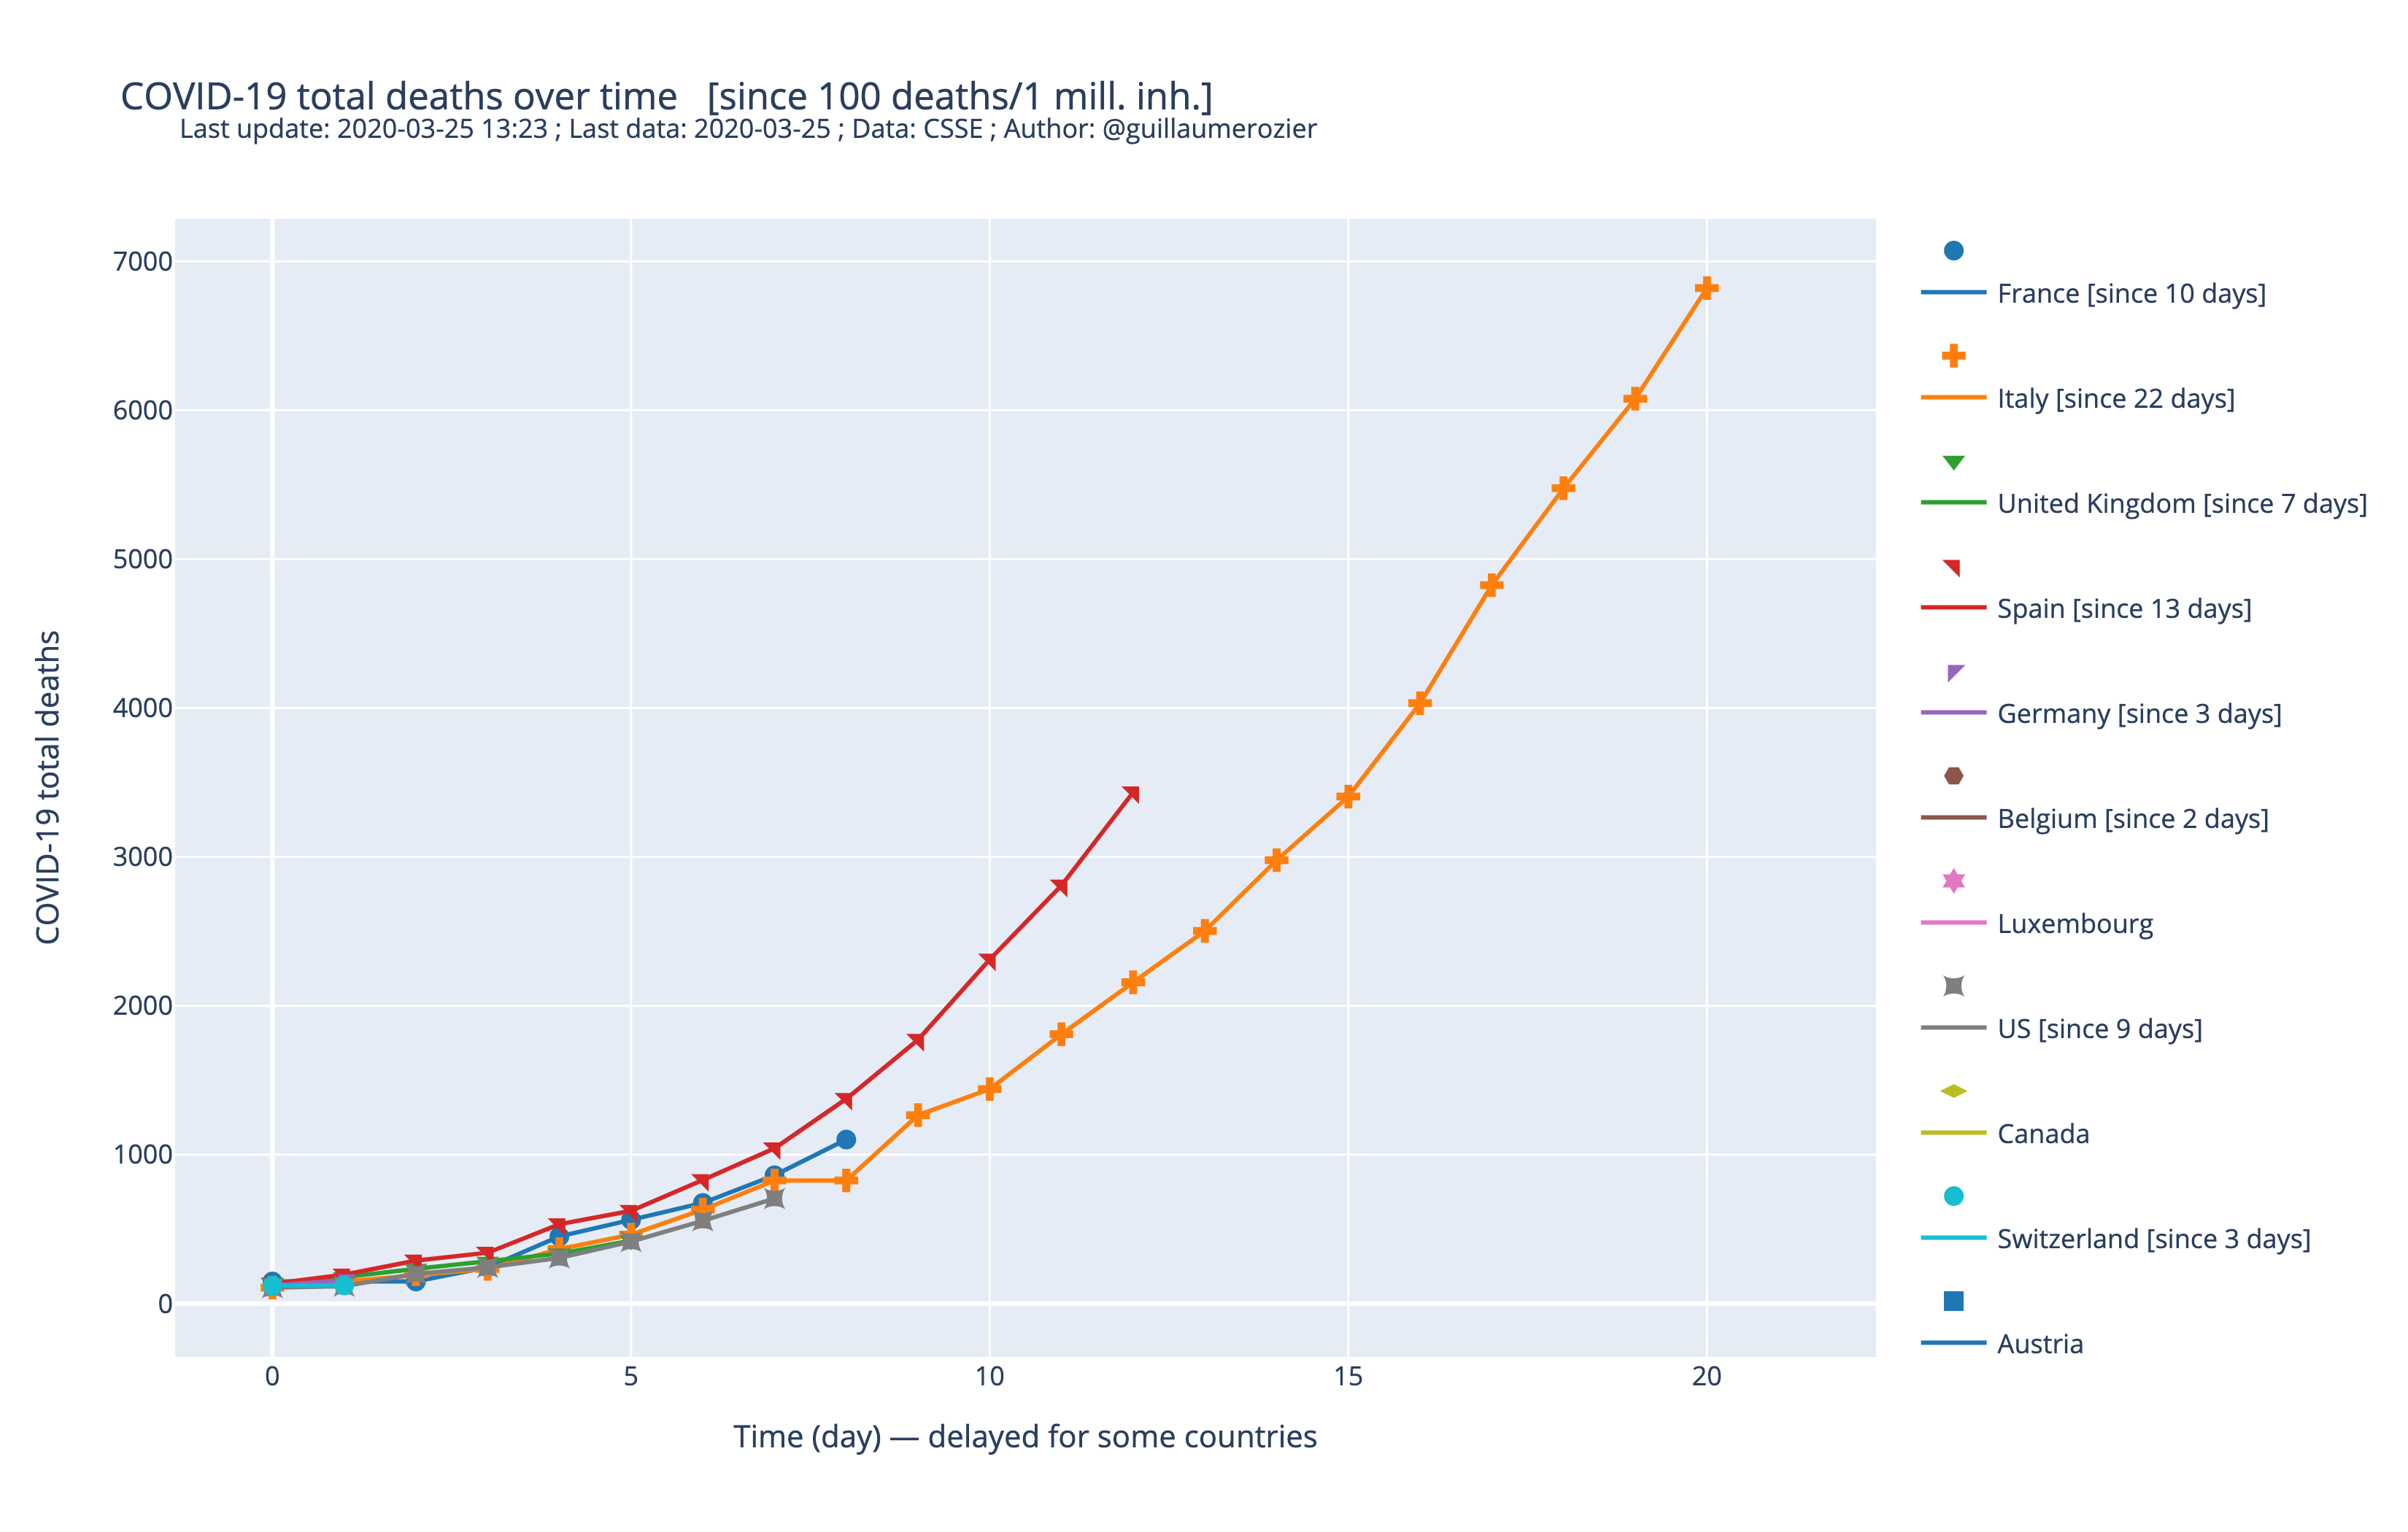 COVID-19 total deaths over time   [since 100 deaths/1 mill. inh.]
Last update: 2020-03-25 13:23 ; Last data: 2020-03-25 ; Data: CSSE ; Author: @guillaumerozier
COVID-19 total deaths
7000
6000
5000
4000
3000
2000
1000
0
0
5
10
15
20
Time (day) — delayed for some countries
France [since 10 days]
Italy [since 22 days]
United Kingdom [since 7 days]
Spain [since 13 days]
Germany [since 3 days]
Belgium [since 2 days]
Luxembourg
US [since 9 days]
Canada
Switzerland [since 3 days]
Austria